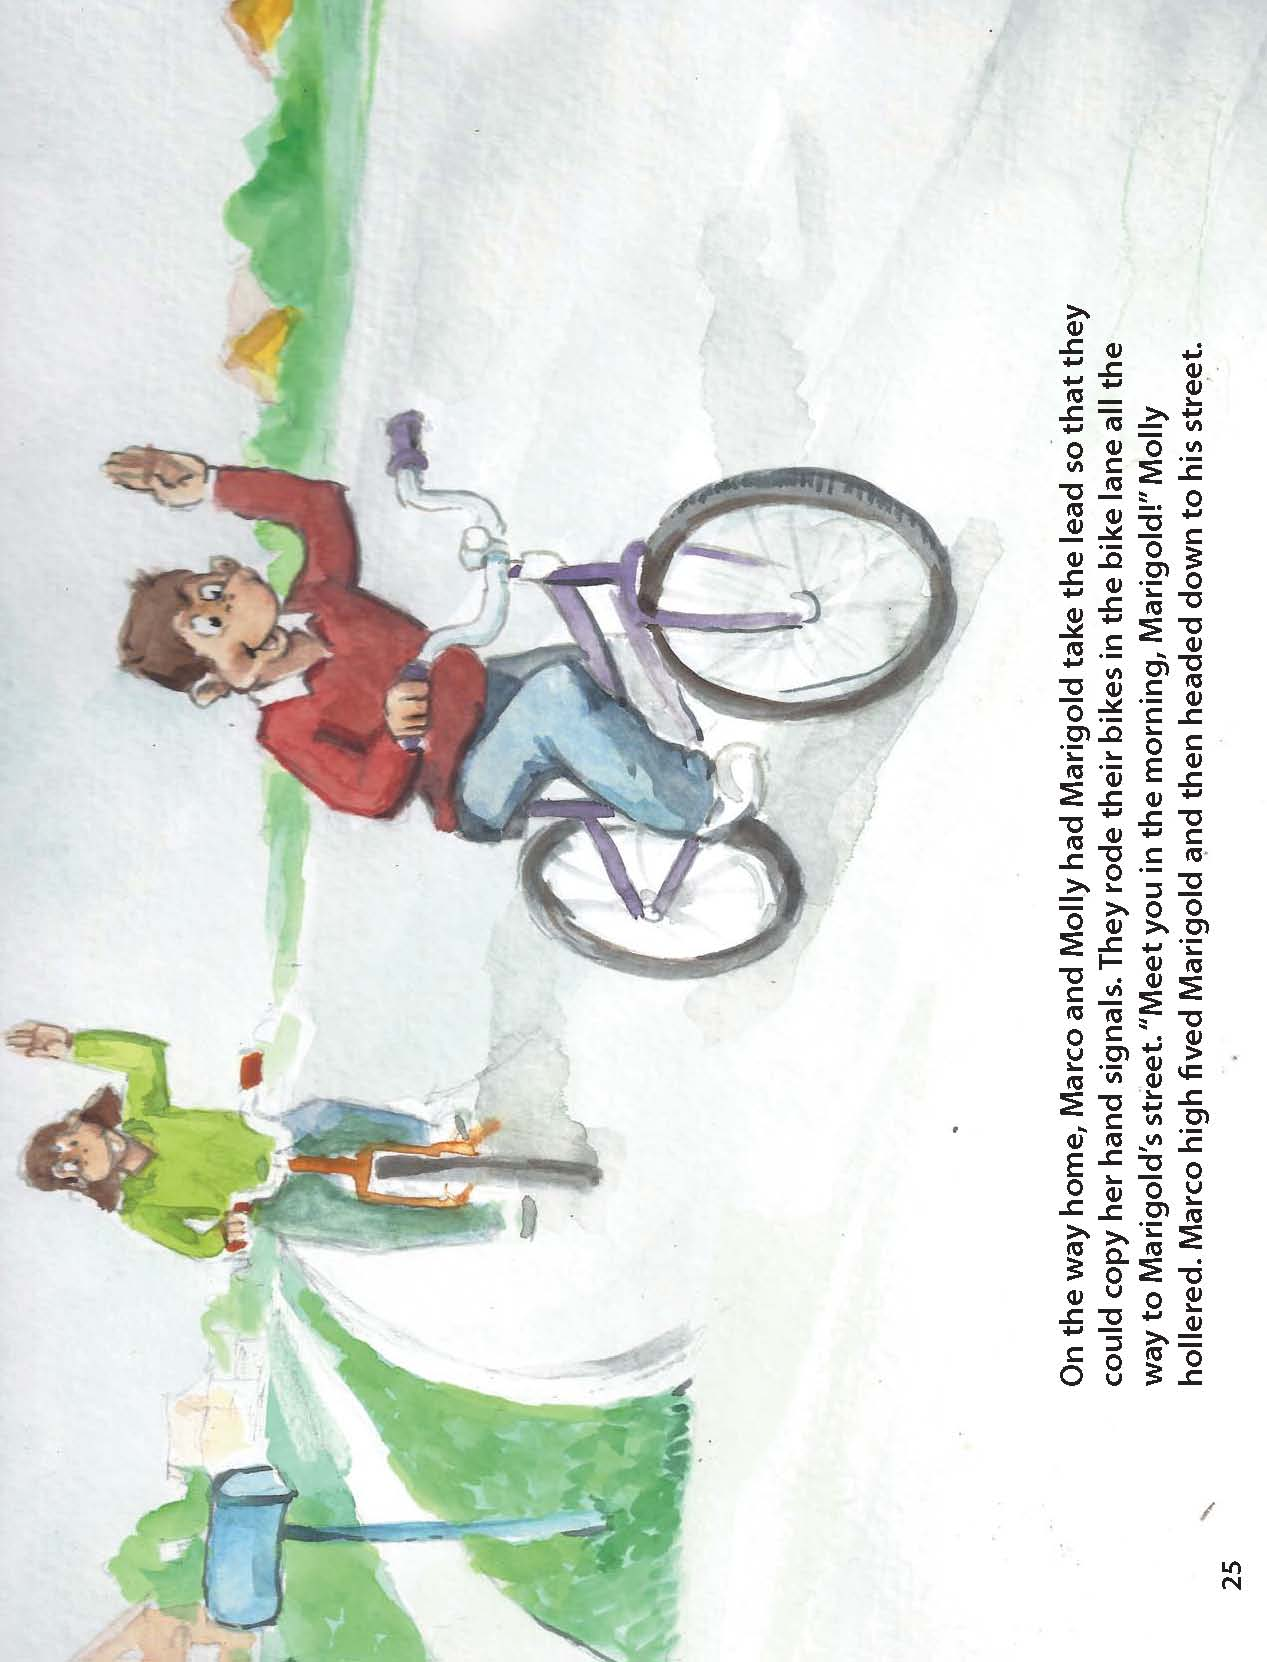 On the way home, Marco and Molly had Marigold take the lead so that they
could copy her hand signals. They rode their bikes in the bike lane all the
way to Marigold's street. "Meet you in the morning, Marigold!" Molly
hollered. Marco high fived Marigold and then headed down to his street.
25